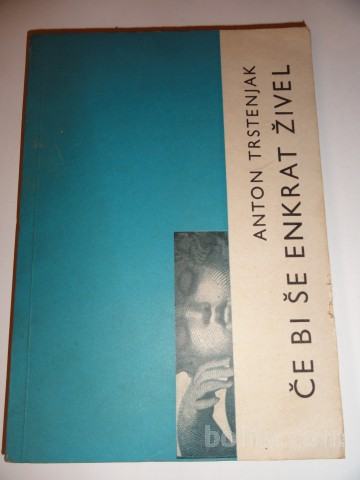 ANTON TRSTENJAK
ČE BI ŠE ENKRAT ŽIVEL